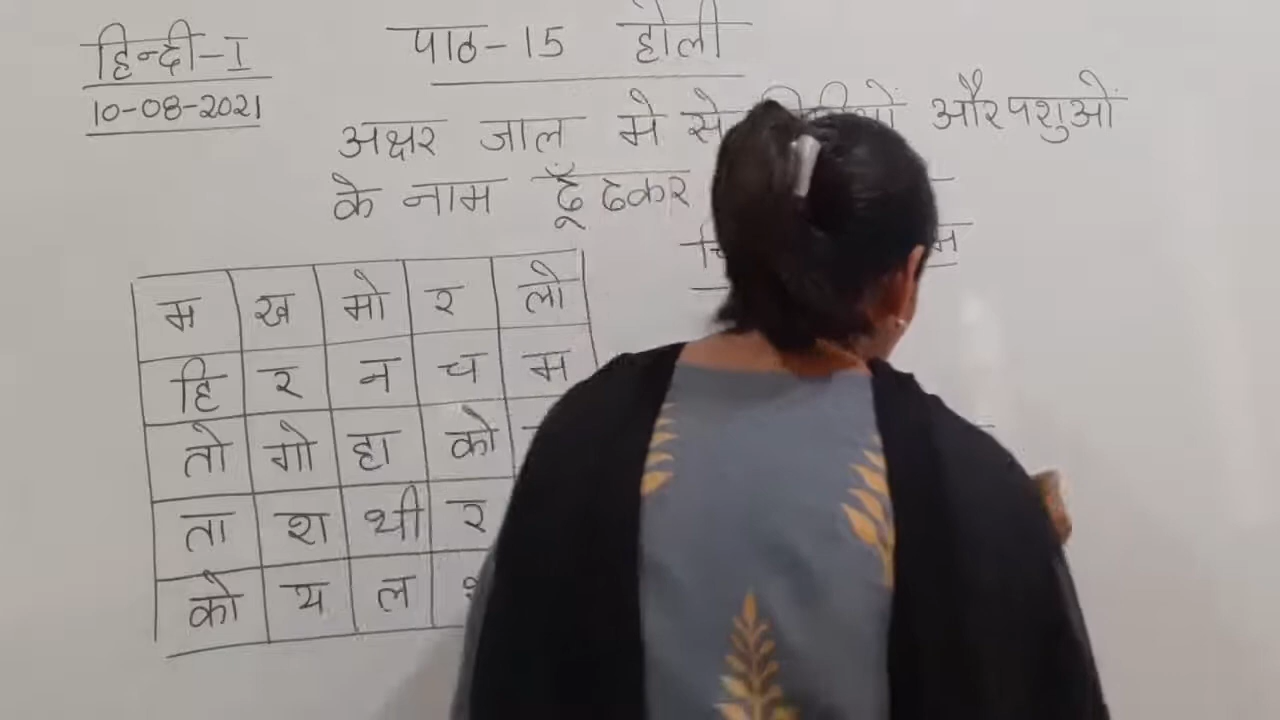 हिन्दी-I
10-08-2021
पाठ-15 होली
अक्षर जाल में से और पशुओं
के नाम ढूँढकर
म ख मो र लो
हि र न च म
तो गो हा को
ता श थी र
को य ल